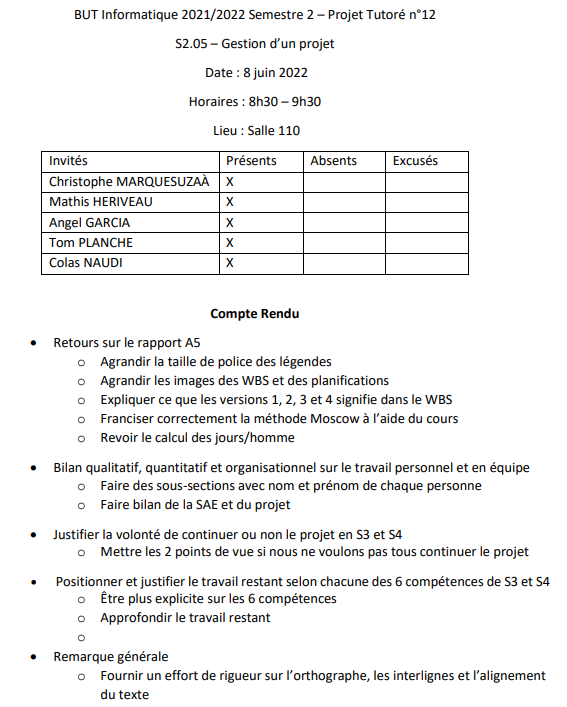 BUT Informatique 2021/2022 Semestre 2 – Projet Tutoré n°12
S2.05 – Gestion d'un projet
Date : 8 juin 2022
Horaires : 8h30 – 9h30
Lieu : Salle 110
Invités Présents Absents Excusés
Christophe MARQUESUZAÀ X
Mathis HERIVEAU X
Angel GARCIA X
Tom PLANCHE X
Colas NAUDI X
Compte Rendu
• Retours sur le rapport A5
o Agrandir la taille de police des légendes
o Agrandir les images des WBS et des planifications
o Expliquer ce que les versions 1, 2, 3 et 4 signifie dans le WBS
o Franciser correctement la méthode Moscow à l'aide du cours
o Revoir le calcul des jours/homme
• Bilan qualitatif, quantitatif et organisationnel sur le travail personnel et en équipe
o Faire des sous-sections avec nom et prénom de chaque personne
o Faire bilan de la SAE et du projet
• Justifier la volonté de continuer ou non le projet en S3 et S4
o Mettre les 2 points de vue si nous ne voulons pas tous continuer le projet
• Positionner et justifier le travail restant selon chacune des 6 compétences de S3 et S4
o Être plus explicite sur les 6 compétences
o Approfondir le travail restant
o
• Remarque générale
o Fournir un effort de rigueur sur l'orthographe, les interlignes et l'alignement
du texte